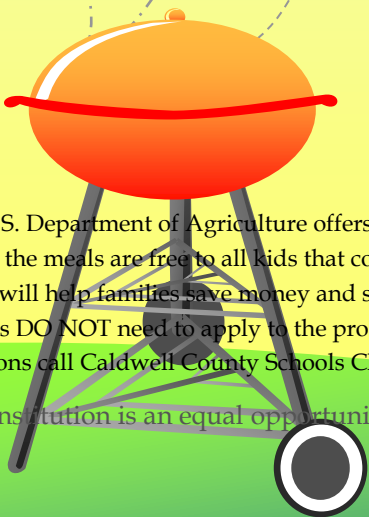 S. Department of Agriculture offers
the meals are free to all kids that co
will help families save money and s
s DO NOT need to apply to the pro
ons call Caldwell County Schools C
nstitution is an equal opportuni